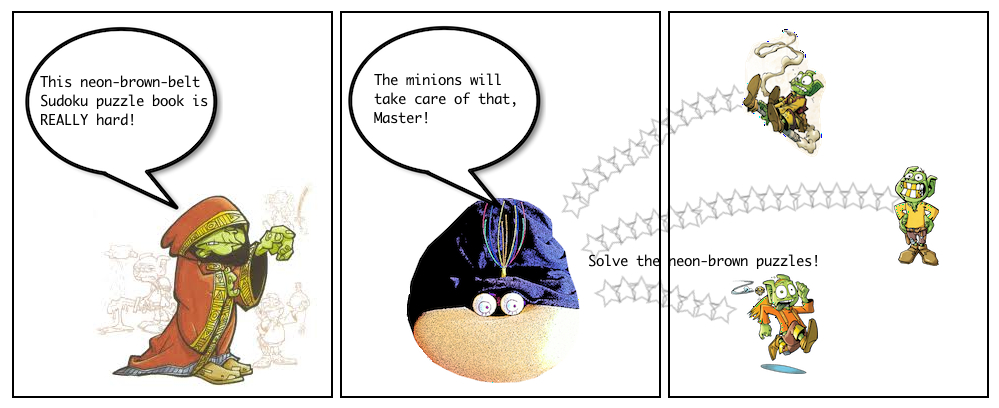 This neon-brown-belt
Sudoku puzzle book is
REALLY hard!
The minions will
take care of that,
Master!
Solve the neon-brown puzzles!